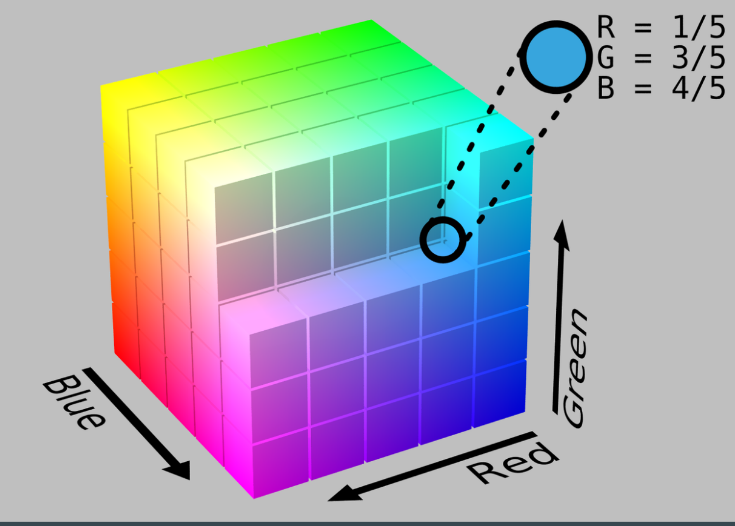 R = 1/5
G = 3/5
B = 4/5
Green
Blue
Red